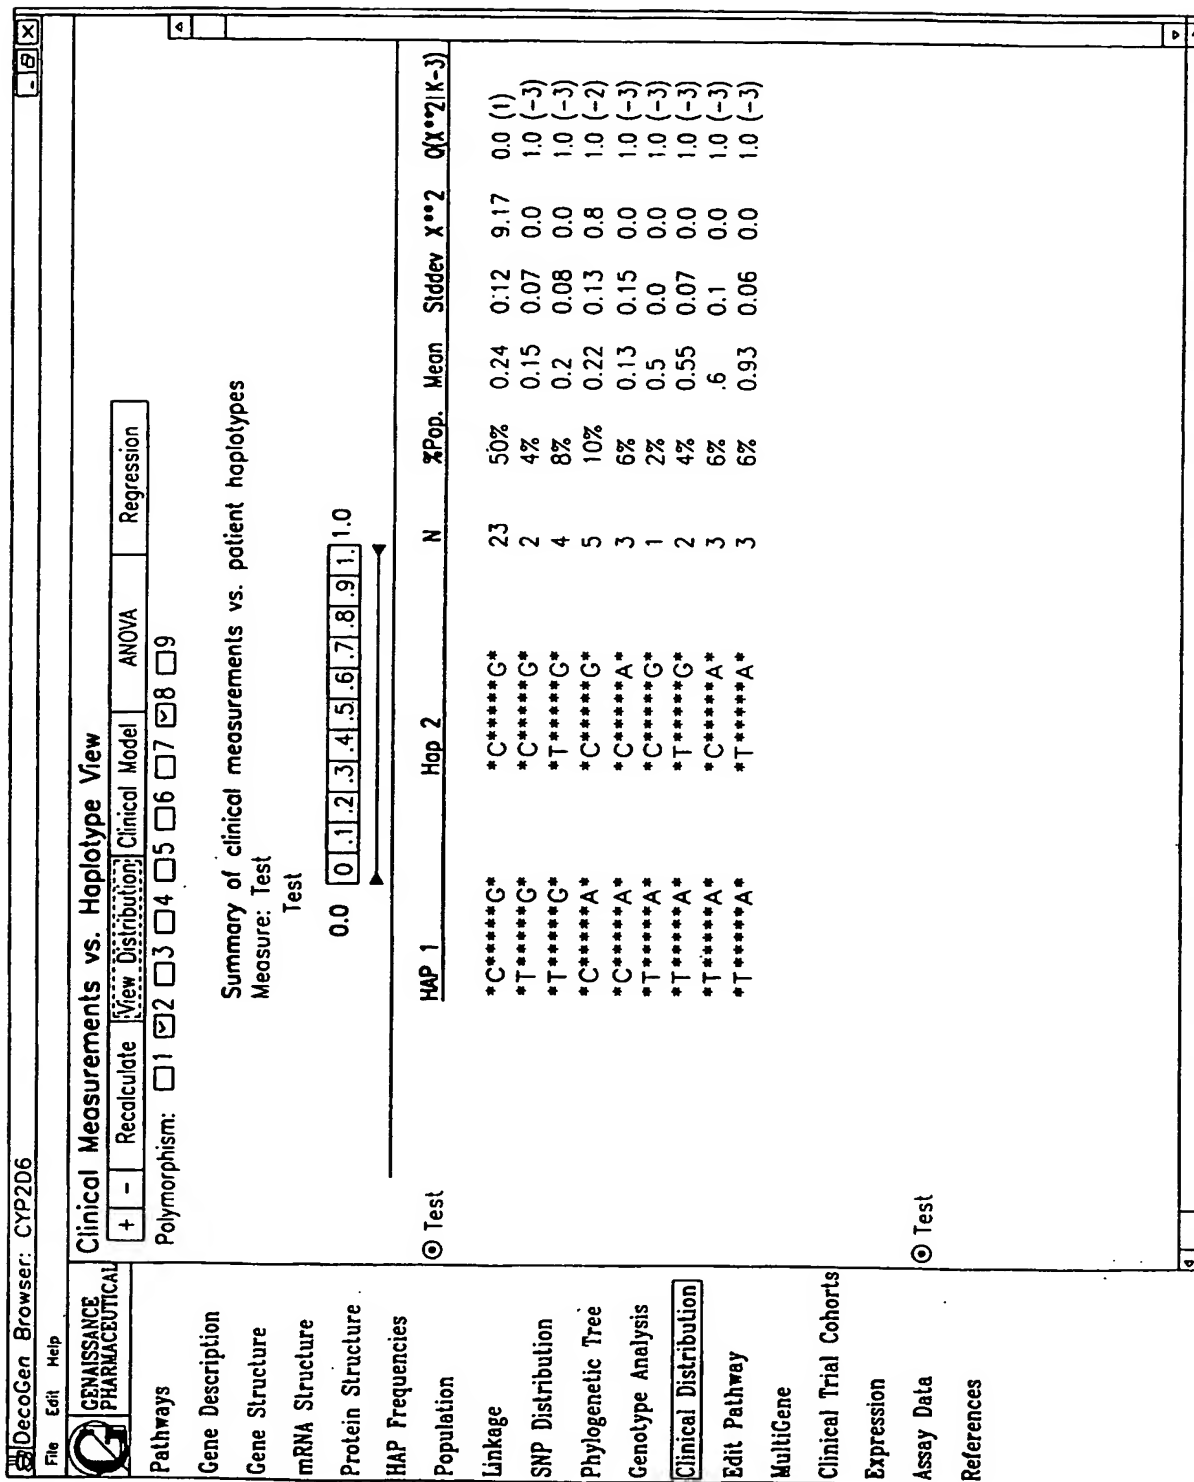 DecoGen Browser: CYP2D6
File Edit Help
GENAISSANCE
PHARMACEUTICAL
Pathways
Gene Description
Gene Structure
mRNA Structure
Protein Structure
HAP Frequencies
Population
Linkage
SNP Distribution
Phylogenetic Tree
Genotype Analysis
Clinical Distribution
Edit Pathway
MultiGene
Clinical Trial Cohorts
Expression
Assay Data
References
Clinical Measurements vs. Haplotype View
+ - Recalculate View Distribution Clinical Model ANOVA Regression
Polymorphism: 1 2 3 4 5 6 7 8 9
Summary of clinical measurements vs. patient haplotypes
Measure: Test
Test
0.0 0 .1 .2 .3 .4 .5 .6 .7 .8 .9 1. 1.0
HAP 1 Hap 2 N %Pop. Mean Stddev X**2 Q(X**2|K-3)
Test
*C*****G* *C*****G* 23 50% 0.24 0.12 9.17 0.0 (1)
*T*****G* *C*****G* 2 4% 0.15 0.07 0.0 1.0 (-3)
*T*****G* *T*****G* 4 8% 0.2 0.08 0.0 1.0 (-3)
*C*****A* *C*****G* 5 10% 0.22 0.13 0.8 1.0 (-2)
*C*****A* *C*****A* 3 6% 0.13 0.15 0.0 1.0 (-3)
*T*****A* *C*****G* 1 2% 0.5 0.0 0.0 1.0 (-3)
*T*****A* *T*****G* 2 4% 0.55 0.07 0.0 1.0 (-3)
*T*****A* *C*****A* 3 6% .6 0.1 0.0 1.0 (-3)
*T*****A* *T*****A* 3 6% 0.93 0.06 0.0 1.0 (-3)
Test